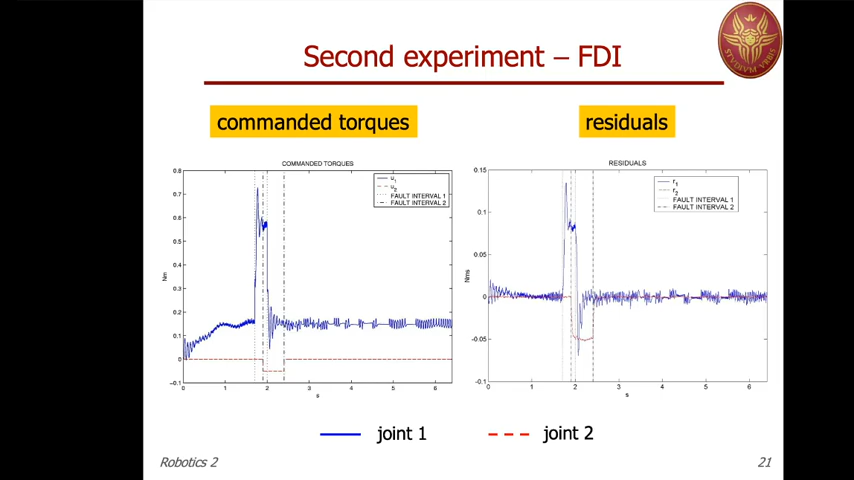 Second experiment – FDI
STVDIVM VRBIS
commanded torques
residuals
COMMANDED TORQUES
0.8
0.7
0.6
0.5
0.4
0.3
0.2
0.1
0
-0.1
Nm
0 1 2 3 4 5 6
s
u1
u2
FAULT INTERVAL 1
FAULT INTERVAL 2
RESIDUALS
0.15
0.1
0.05
0
-0.05
-0.1
Nms
0 1 2 3 4 5 6
s
r1
r2
FAULT INTERVAL 1
FAULT INTERVAL 2
joint 1
joint 2
Robotics 2
21